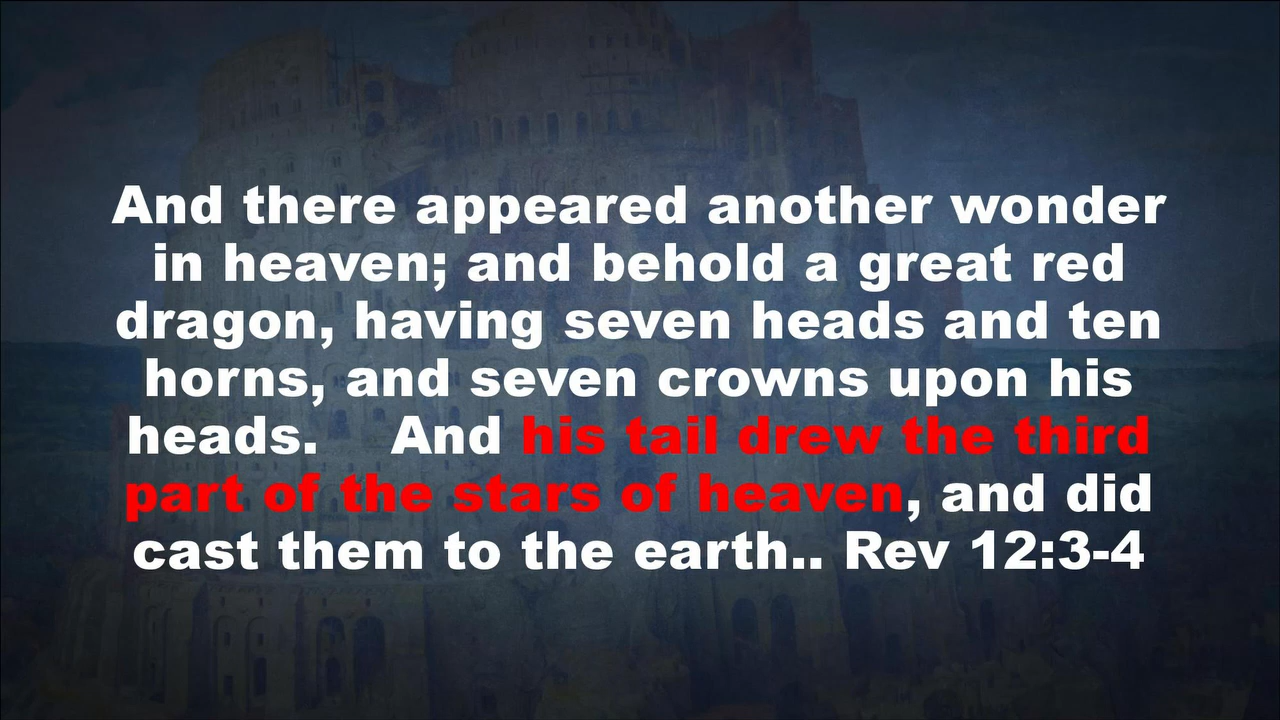 And there appeared another wonder
in heaven; and behold a great red
dragon, having seven heads and ten
horns, and seven crowns upon his
heads. And his tail drew the third
part of the stars of heaven, and did
cast them to the earth.. Rev 12:3-4